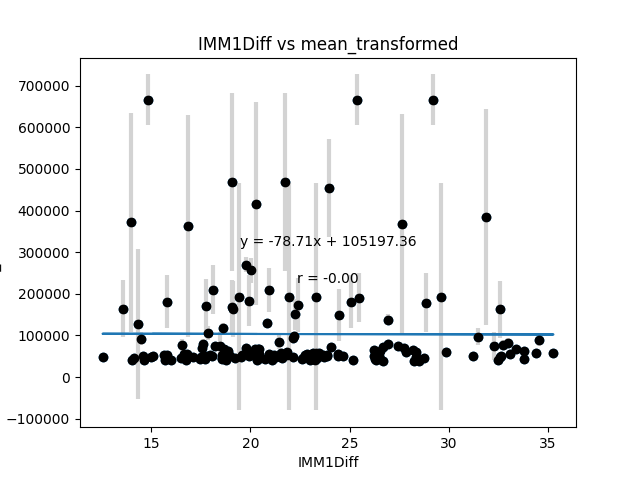 IMM1Diff vs mean_transformed
700000
600000
500000
400000
300000
200000
100000
0
−100000
y = -78.71x + 105197.36
r = -0.00
15 20 25 30 35
IMM1Diff